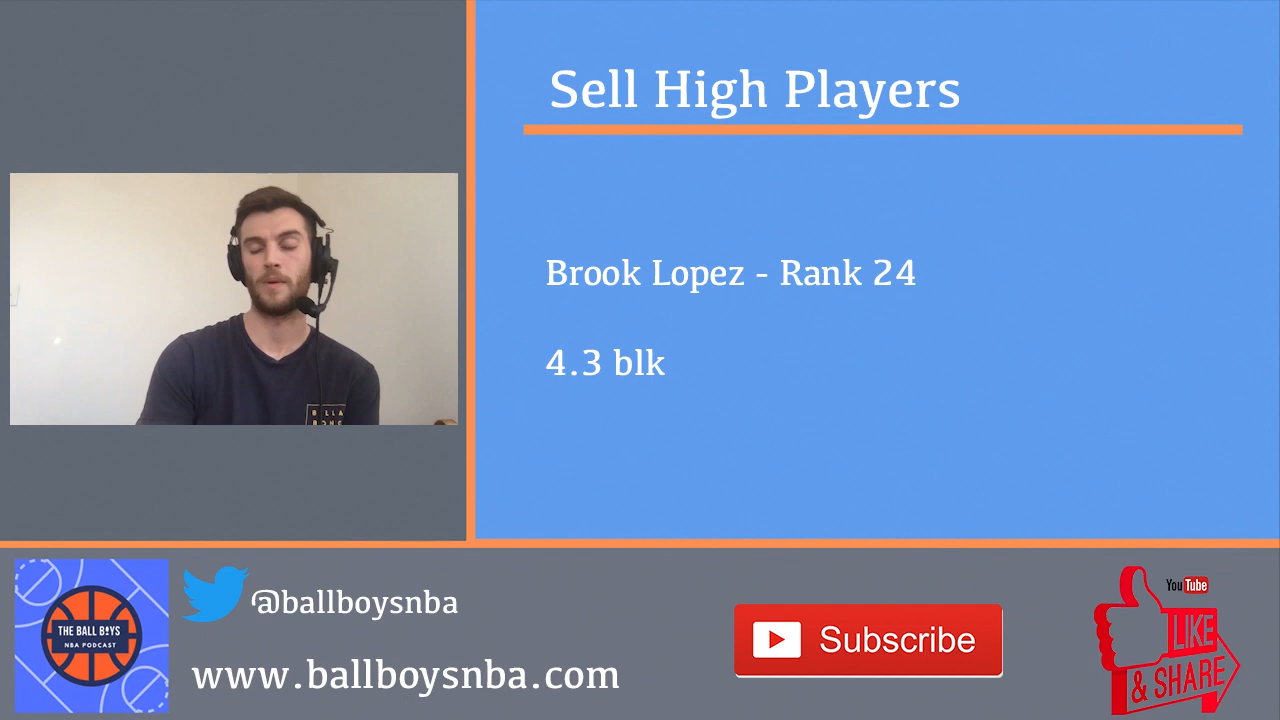 Sell High Players
Brook Lopez - Rank 24
4.3 blk
THE BALL BOYS
NBA PODCAST
@ballboysnba
www.ballboysnba.com
Subscribe
YouTube
LIKE
& SHARE